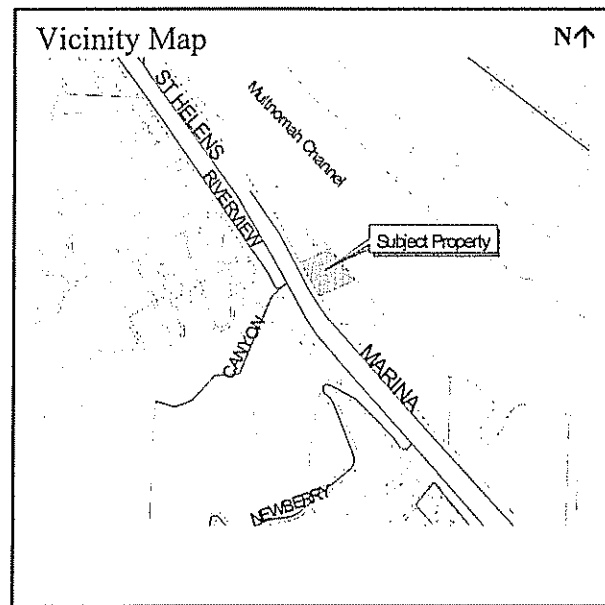 Vicinity Map
N↑
ST HELENS
Multnomah Channel
RIVERVIEW
Subject Property
CANYON
MARINA
NEWBERRY